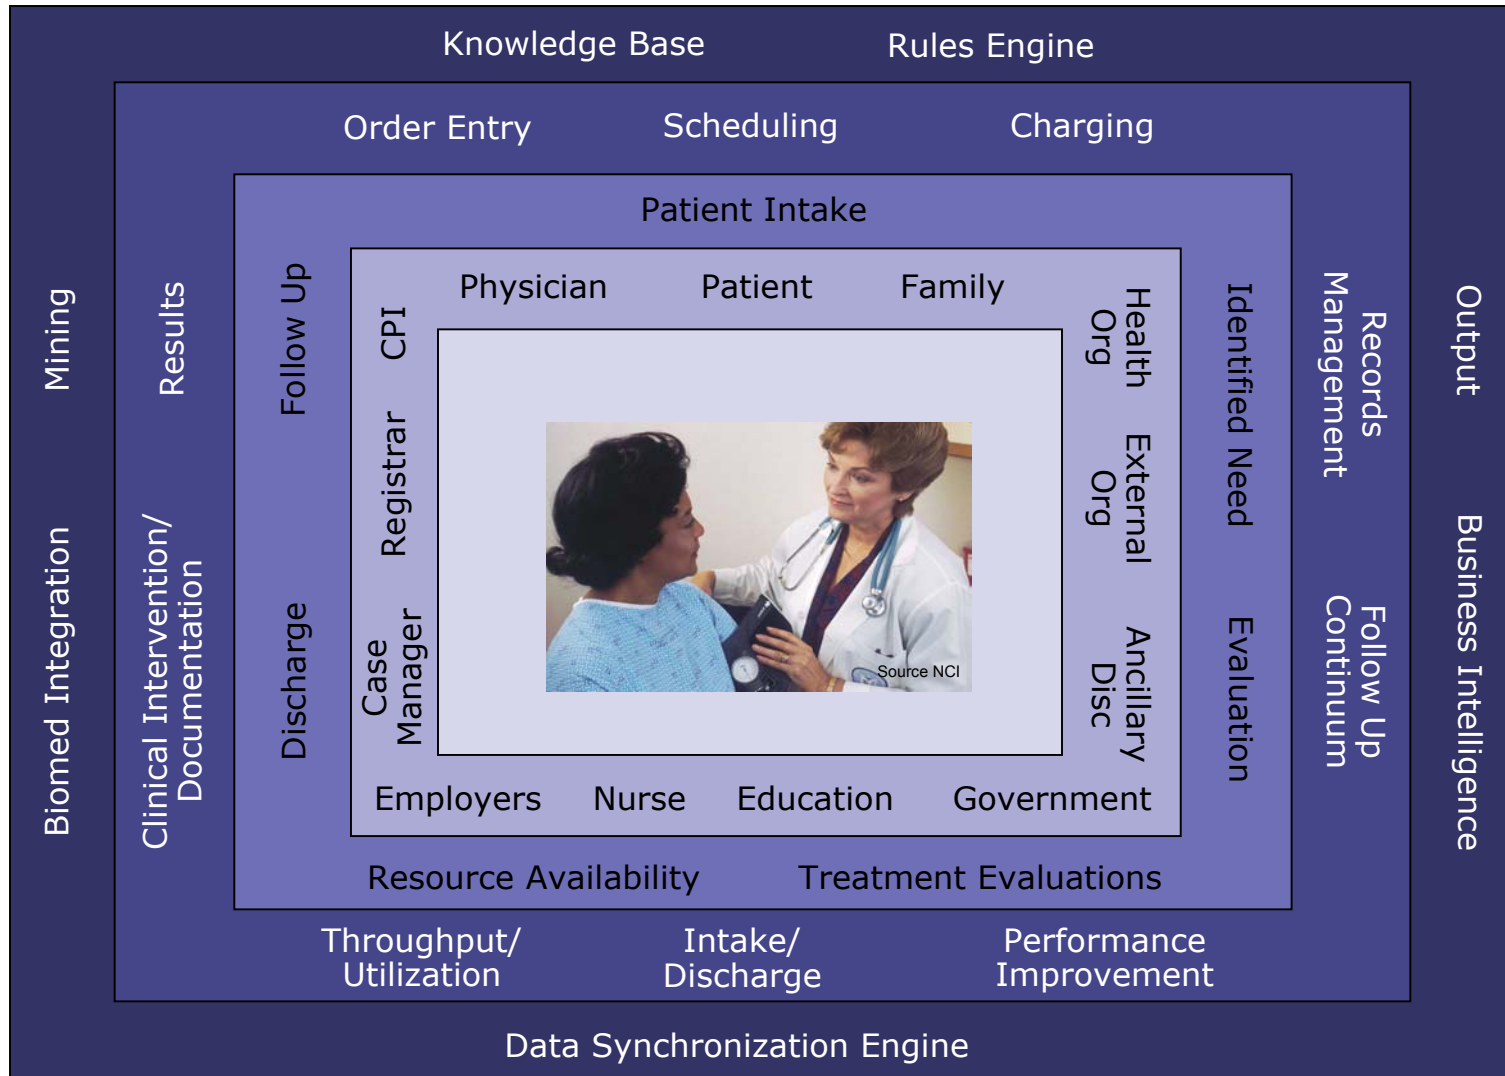 Knowledge Base
Rules Engine
Order Entry
Scheduling
Charging
Patient Intake
Physician
Patient
Family
Mining
Biomed Integration
Results
Clinical Intervention/
Documentation
Follow Up
Discharge
CPI
Registrar
Case
Manager
Health
Org
External
Org
Ancillary
Disc
Identified Need
Evaluation
Records
Management
Follow Up
Continuum
Output
Business Intelligence
Source NCI
Employers
Nurse
Education
Government
Resource Availability
Treatment Evaluations
Throughput/
Utilization
Intake/
Discharge
Performance
Improvement
Data Synchronization Engine